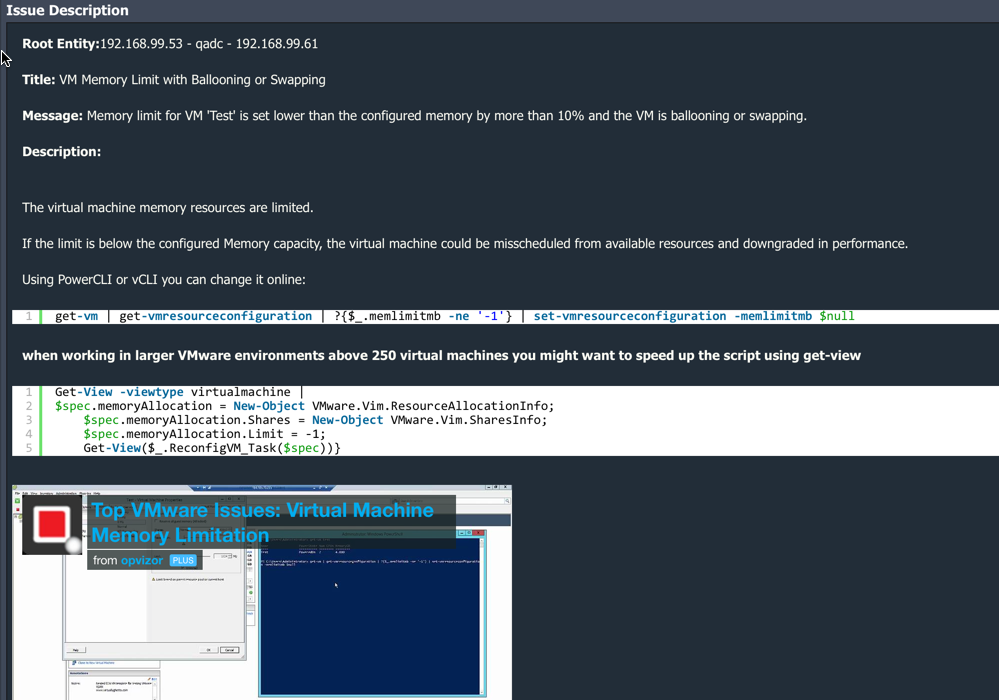 Issue Description
Root Entity:192.168.99.53 - qadc - 192.168.99.61
Title: VM Memory Limit with Ballooning or Swapping
Message: Memory limit for VM 'Test' is set lower than the configured memory by more than 10% and the VM is ballooning or swapping.
Description:
The virtual machine memory resources are limited.
If the limit is below the configured Memory capacity, the virtual machine could be misscheduled from available resources and downgraded in performance.
Using PowerCLI or vCLI you can change it online:
1 get-vm | get-vmresourceconfiguration | ?{$_.memlimitmb -ne '-1'} | set-vmresourceconfiguration -memlimitmb $null
when working in larger VMware environments above 250 virtual machines you might want to speed up the script using get-view
1 Get-View -viewtype virtualmachine |
2 $spec.memoryAllocation = New-Object VMware.Vim.ResourceAllocationInfo;
3 $spec.memoryAllocation.Shares = New-Object VMware.Vim.SharesInfo;
4 $spec.memoryAllocation.Limit = -1;
5 Get-View($_.ReconfigVM_Task($spec))}
Top VMware Issues: Virtual Machine
Memory Limitation
from opvizor PLUS